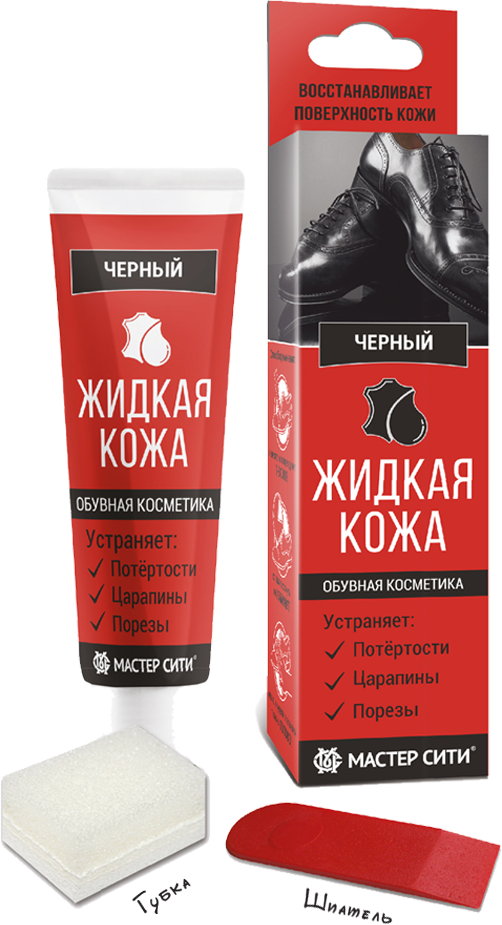 ВОССТАНАВЛИВАЕТ
ПОВЕРХНОСТЬ КОЖИ
ЧЕРНЫЙ
ЖИДКАЯ
КОЖА
ОБУВНАЯ КОСМЕТИКА
Устраняет:
✓ Потёртости
✓ Царапины
✓ Порезы
МАСТЕР СИТИ®
ЧЕРНЫЙ
ЖИДКАЯ
КОЖА
ОБУВНАЯ КОСМЕТИКА
Устраняет:
✓ Потёртости
✓ Царапины
✓ Порезы
МАСТЕР СИТИ®
Губка
Шпатель